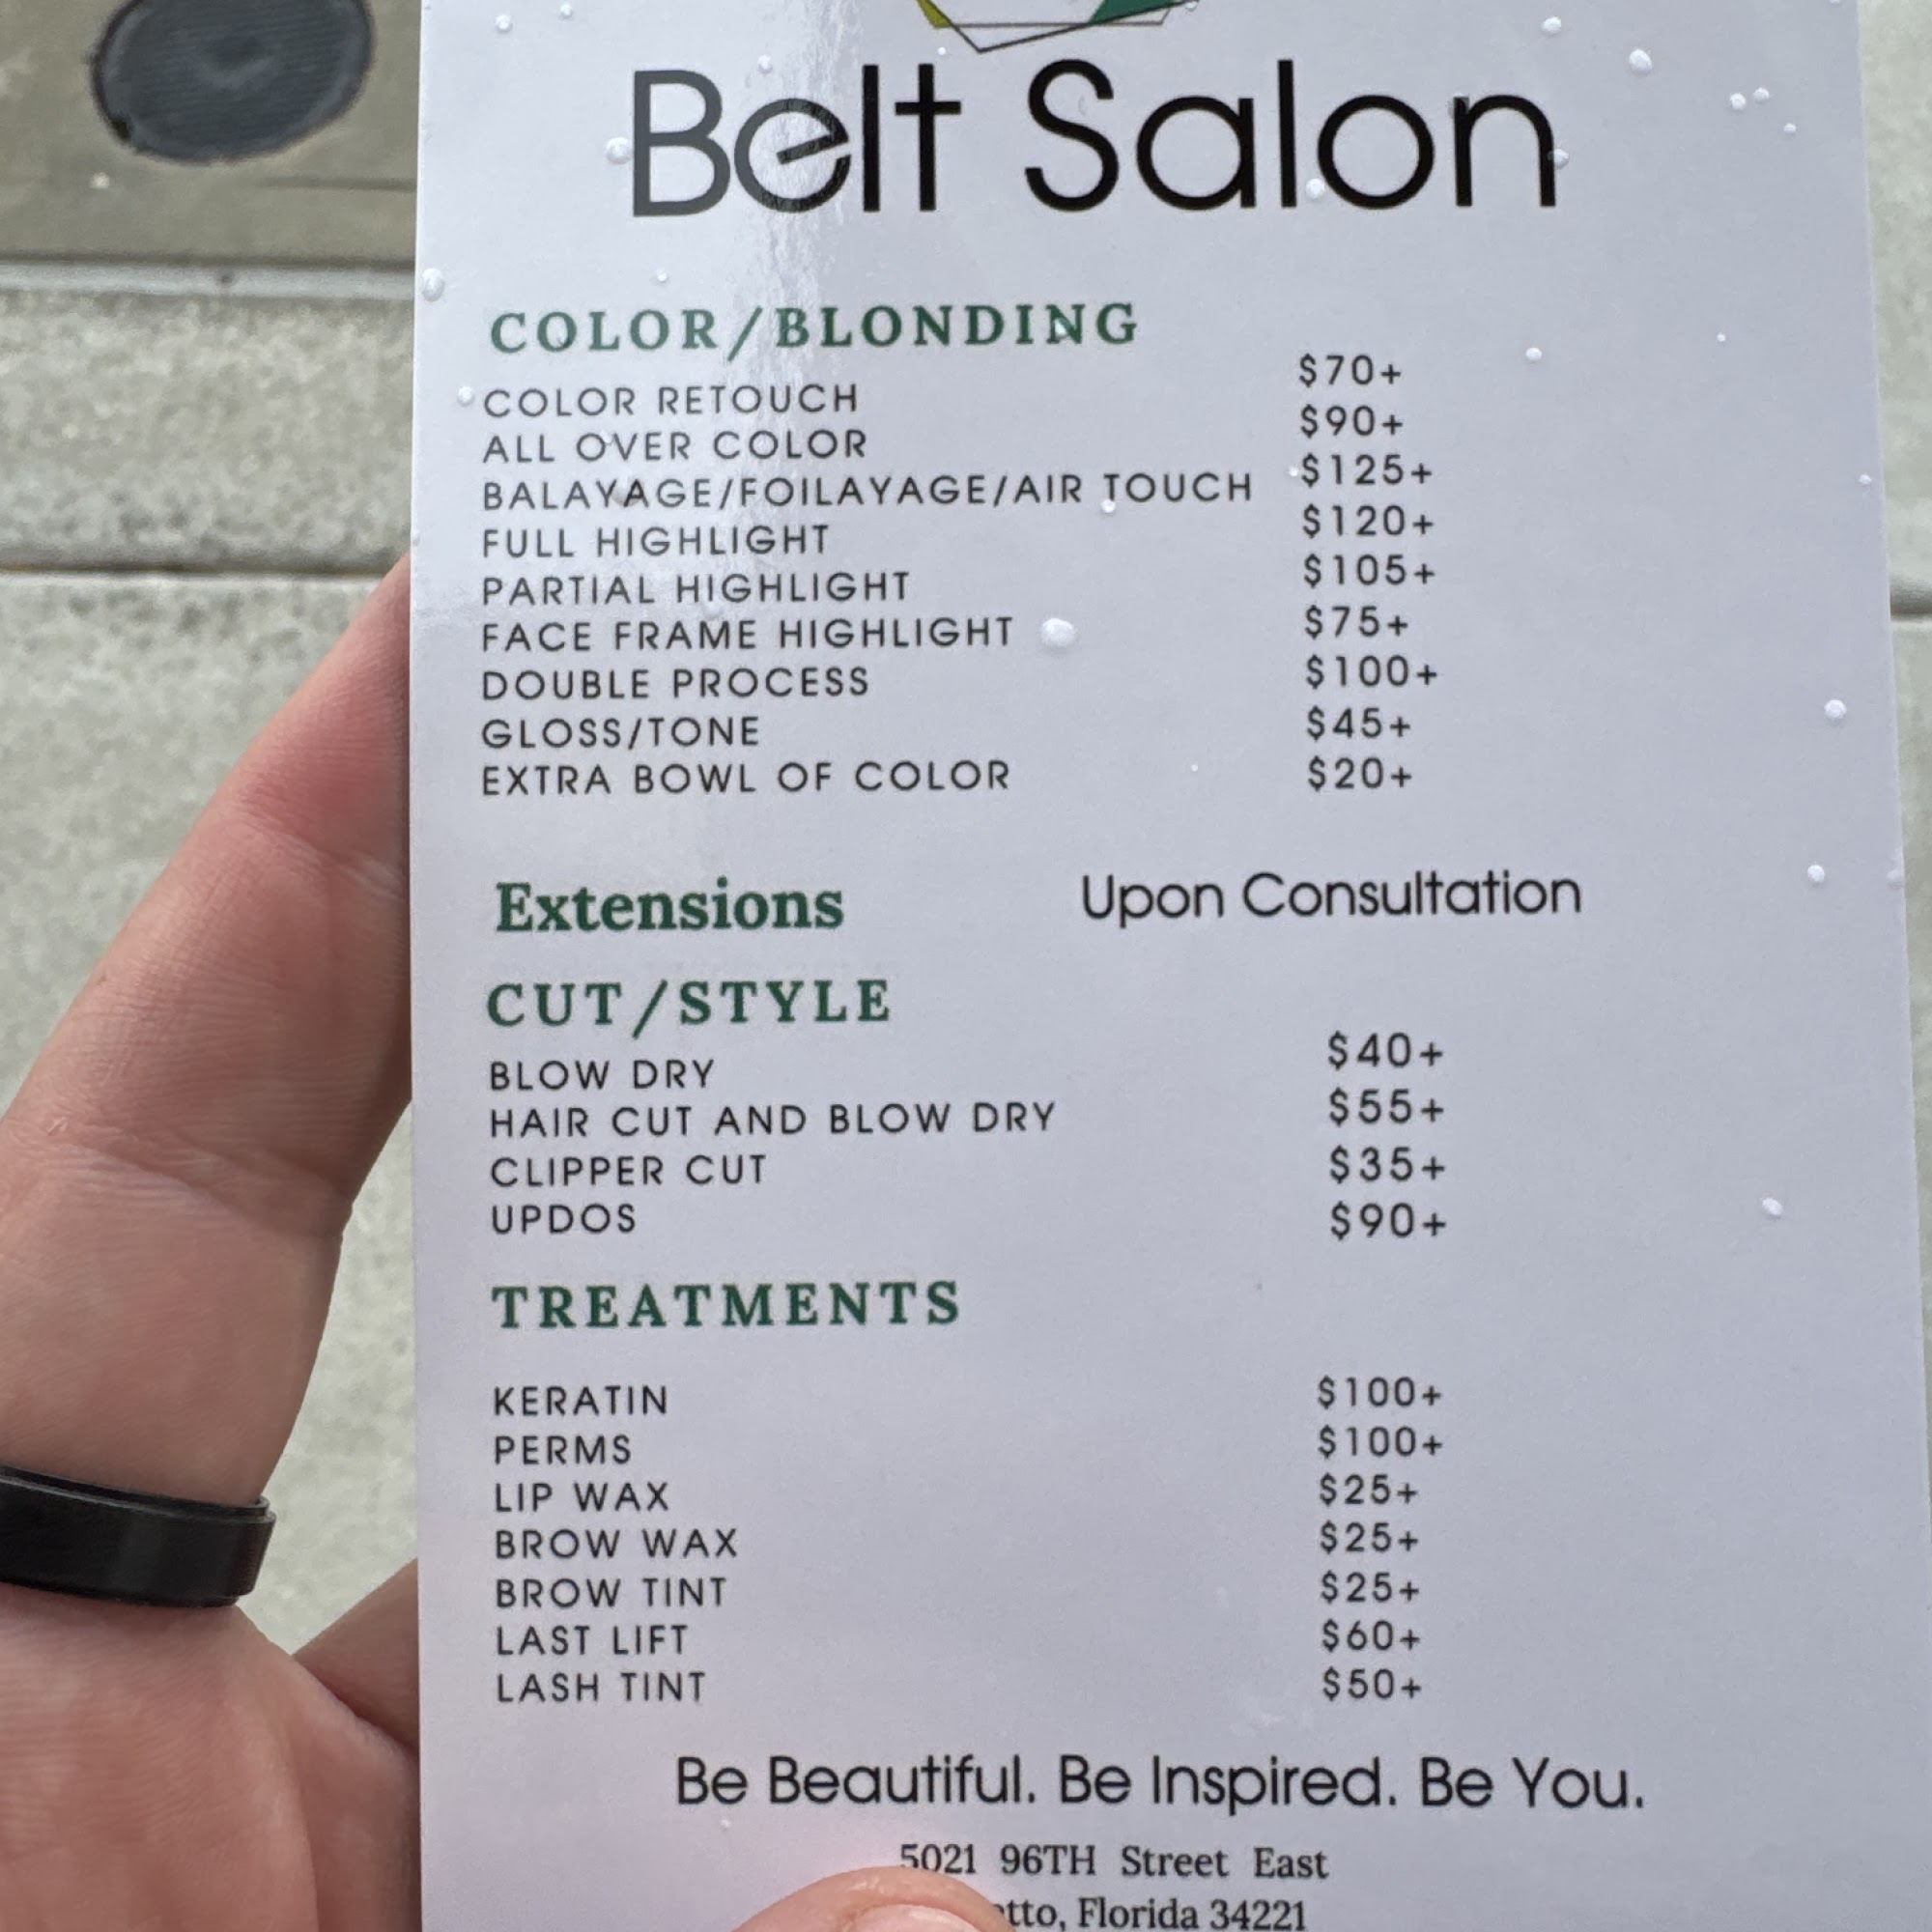 Belt Salon
COLOR/BLONDING
COLOR RETOUCH $70+
ALL OVER COLOR $90+
BALAYAGE/FOILAYAGE/AIR TOUCH $125+
FULL HIGHLIGHT $120+
PARTIAL HIGHLIGHT $105+
FACE FRAME HIGHLIGHT $75+
DOUBLE PROCESS $100+
GLOSS/TONE $45+
EXTRA BOWL OF COLOR $20+
Extensions Upon Consultation
CUT/STYLE
BLOW DRY $40+
HAIR CUT AND BLOW DRY $55+
CLIPPER CUT $35+
UPDOS $90+
TREATMENTS
KERATIN $100+
PERMS $100+
LIP WAX $25+
BROW WAX $25+
BROW TINT $25+
LAST LIFT $60+
LASH TINT $50+
Be Beautiful. Be Inspired. Be You.
5021 96TH Street East
Florida 34221